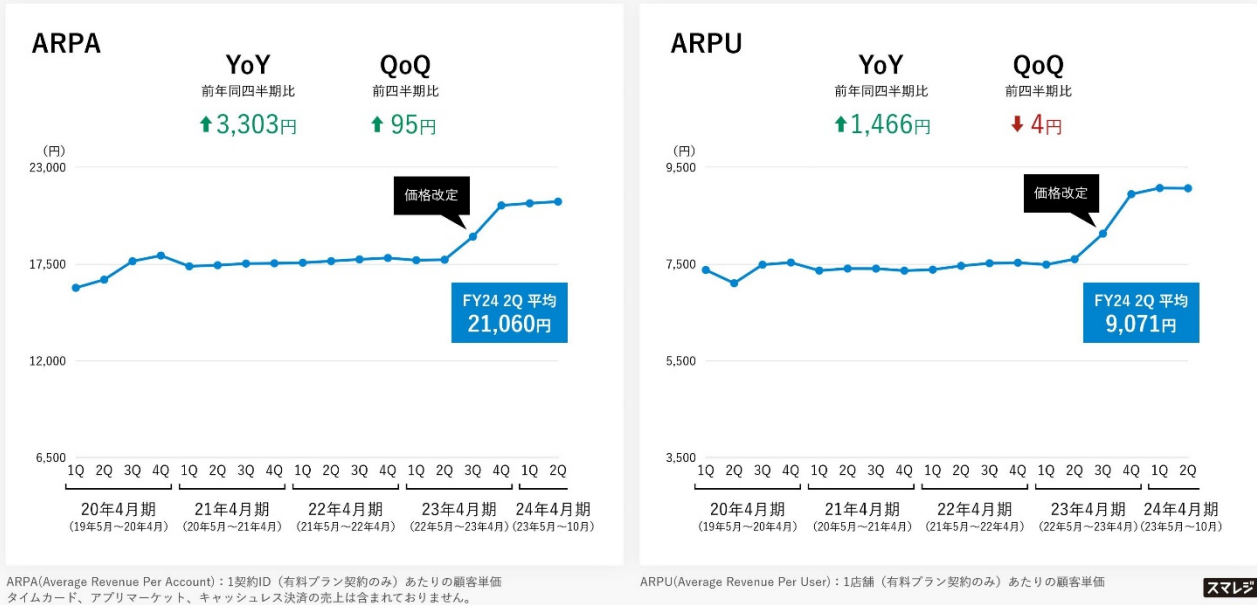 ARPA
YoY
前年同四半期比
3,303円
QoQ
前四半期比
95円
(円)
23,000
17,500
12,000
6,500
価格改定
FY24 2Q 平均
21,060円
1Q 2Q 3Q 4Q 1Q 2Q 3Q 4Q 1Q 2Q 3Q 4Q 1Q 2Q 3Q 4Q 1Q 2Q
20年4月期 21年4月期 22年4月期 23年4月期 24年4月期
(19年5月〜20年4月) (20年5月〜21年4月) (21年5月〜22年4月) (22年5月〜23年4月) (23年5月〜10月)
ARPA(Average Revenue Per Account)：1契約ID（有料プラン契約のみ）あたりの顧客単価
タイムカード、アプリマーケット、キャッシュレス決済の売上は含まれておりません。
ARPU
YoY
前年同四半期比
1,466円
QoQ
前四半期比
4円
(円)
9,500
7,500
5,500
3,500
価格改定
FY24 2Q 平均
9,071円
1Q 2Q 3Q 4Q 1Q 2Q 3Q 4Q 1Q 2Q 3Q 4Q 1Q 2Q 3Q 4Q 1Q 2Q
20年4月期 21年4月期 22年4月期 23年4月期 24年4月期
(19年5月〜20年4月) (20年5月〜21年4月) (21年5月〜22年4月) (22年5月〜23年4月) (23年5月〜10月)
ARPU(Average Revenue Per User)：1店舗（有料プラン契約のみ）あたりの顧客単価
スマレジ